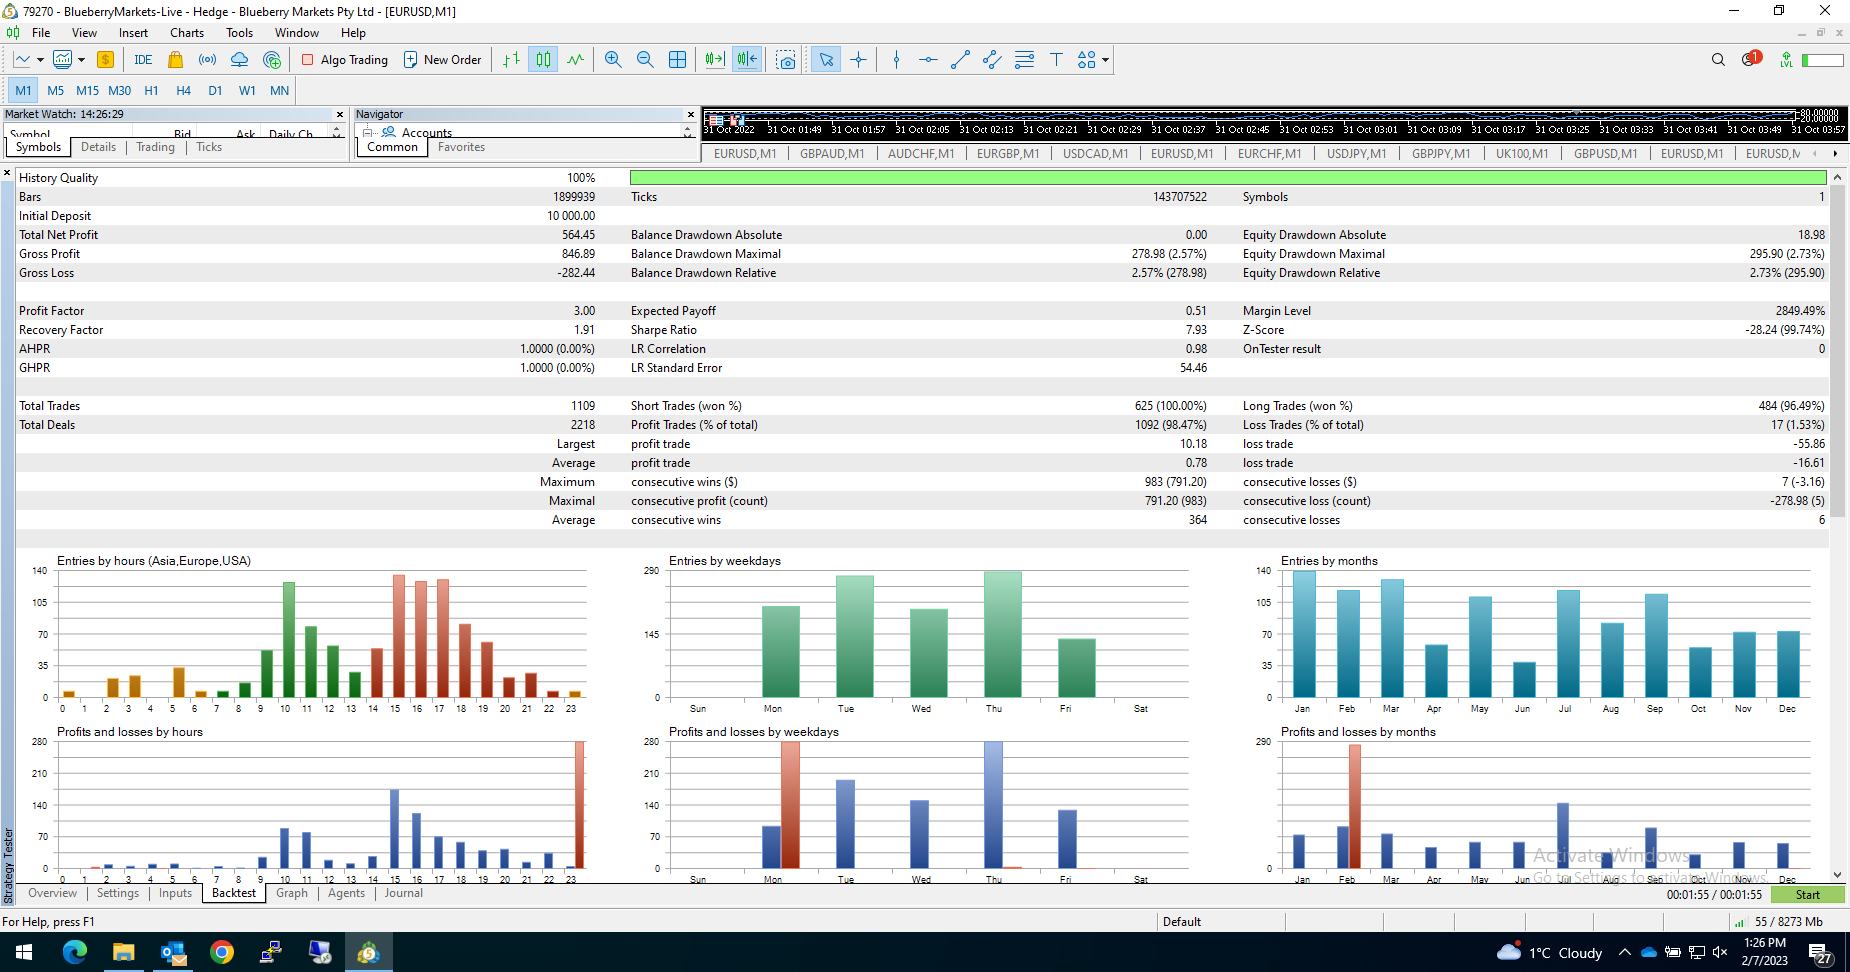 79270 - BlueberryMarkets-Live - Hedge - Blueberry Markets Pty Ltd - [EURUSD,M1]
File View Insert Charts Tools Window Help
IDE Algo Trading New Order 1 LVL
M1 M5 M15 M30 H1 H4 D1 W1 MN
Market Watch: 14:26:29
Symbol Bid Ask Daily Ch
Symbols Details Trading Ticks
Navigator
Accounts
Common Favorites
80.00000
20.00000
31 Oct 2022 31 Oct 01:49 31 Oct 01:57 31 Oct 02:05 31 Oct 02:13 31 Oct 02:21 31 Oct 02:29 31 Oct 02:37 31 Oct 02:45 31 Oct 02:53 31 Oct 03:01 31 Oct 03:09 31 Oct 03:17 31 Oct 03:25 31 Oct 03:33 31 Oct 03:41 31 Oct 03:49 31 Oct 03:57
EURUSD,M1 GBPAUD,M1 AUDCHF,M1 EURGBP,M1 USDCAD,M1 EURUSD,M1 EURCHF,M1 USDJPY,M1 GBPJPY,M1 UK100,M1 GBPUSD,M1 EURUSD,M1 EURUSD,M
History Quality 100%
Bars 1899939 Ticks 143707522 Symbols 1
Initial Deposit 10 000.00
Total Net Profit 564.45 Balance Drawdown Absolute 0.00 Equity Drawdown Absolute 18.98
Gross Profit 846.89 Balance Drawdown Maximal 278.98 (2.57%) Equity Drawdown Maximal 295.90 (2.73%)
Gross Loss -282.44 Balance Drawdown Relative 2.57% (278.98) Equity Drawdown Relative 2.73% (295.90)
Profit Factor 3.00 Expected Payoff 0.51 Margin Level 2849.49%
Recovery Factor 1.91 Sharpe Ratio 7.93 Z-Score -28.24 (99.74%)
AHPR 1.0000 (0.00%) LR Correlation 0.98 OnTester result 0
GHPR 1.0000 (0.00%) LR Standard Error 54.46
Total Trades 1109 Short Trades (won %) 625 (100.00%) Long Trades (won %) 484 (96.49%)
Total Deals 2218 Profit Trades (% of total) 1092 (98.47%) Loss Trades (% of total) 17 (1.53%)
Largest profit trade 10.18 loss trade -55.86
Average profit trade 0.78 loss trade -16.61
Maximum consecutive wins ($) 983 (791.20) consecutive losses ($) 7 (-3.16)
Maximal consecutive profit (count) 791.20 (983) consecutive loss (count) -278.98 (5)
Average consecutive wins 364 consecutive losses 6
Entries by hours (Asia,Europe,USA)
140
105
70
35
0
0 1 2 3 4 5 6 7 8 9 10 11 12 13 14 15 16 17 18 19 20 21 22 23
Entries by weekdays
290
145
0
Sun Mon Tue Wed Thu Fri Sat
Entries by months
140
105
70
35
0
Jan Feb Mar Apr May Jun Jul Aug Sep Oct Nov Dec
Profits and losses by hours
280
210
140
70
0
0 1 2 3 4 5 6 7 8 9 10 11 12 13 14 15 16 17 18 19 20 21 22 23
Profits and losses by weekdays
280
210
140
70
0
Sun Mon Tue Wed Thu Fri Sat
Profits and losses by months
290
0
Jan Feb Mar Apr May Jun Jul Aug Sep Oct Nov Dec
Activate Windows
Go to Settings to activate Windows.
Strategy Tester
Overview Settings Inputs Backtest Graph Agents Journal
00:01:55 / 00:01:55 Start
For Help, press F1 Default 55 / 8273 Mb
1°C Cloudy
1:26 PM
2/7/2023
27